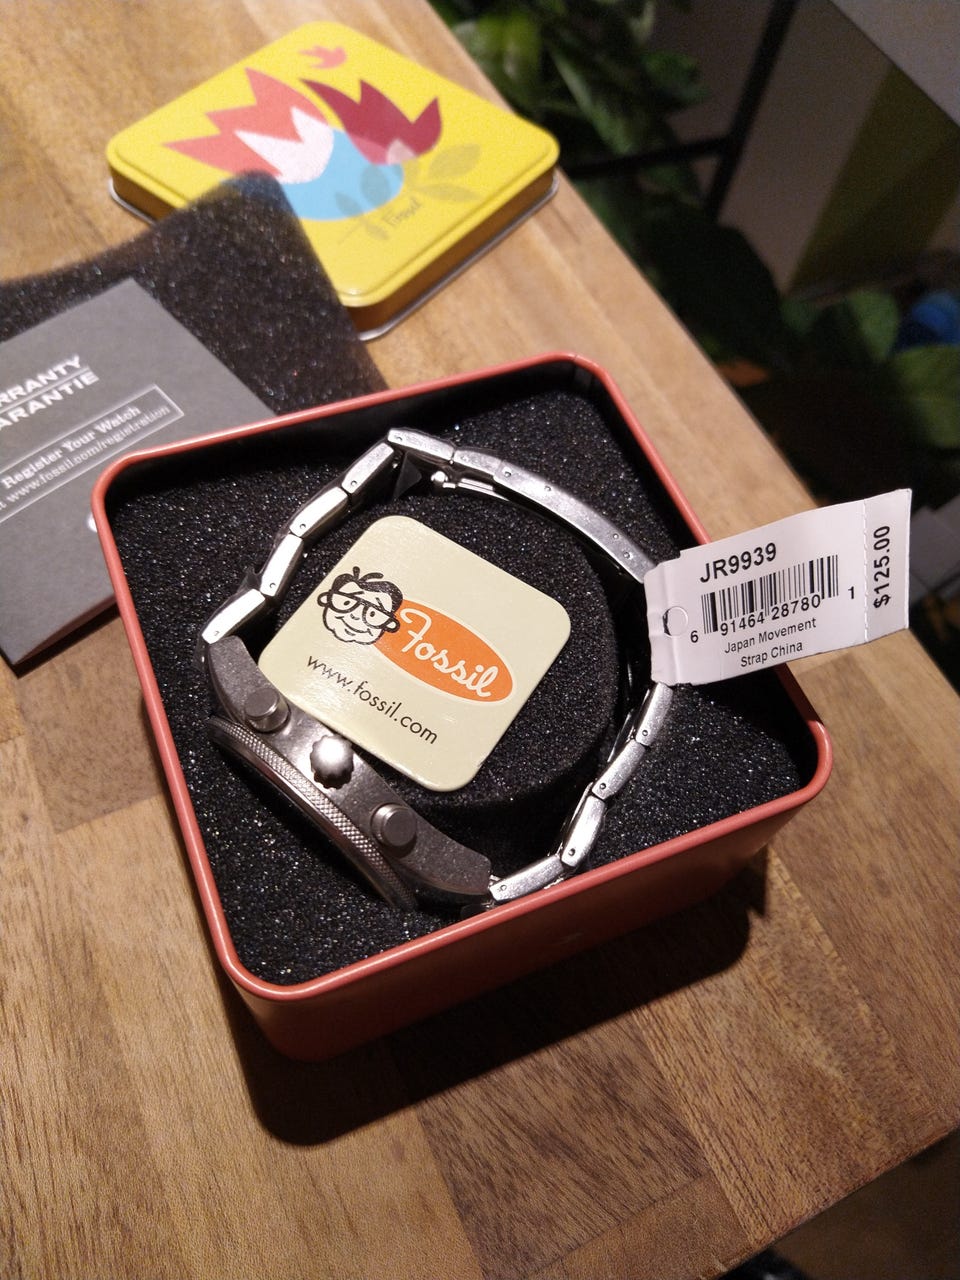 Fossil
RRANTY
ARANTIE
Register Your Watch
www.fossil.com/registration
Fossil
www.fossil.com
JR9939
6 91464 28780 1
Japan Movement
Strap China
$125.00